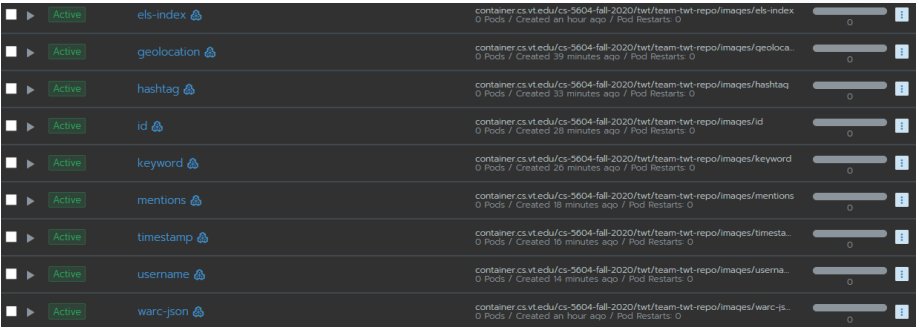 Active els-index container.cs.vt.edu/cs-5604-fall-2020/twt/team-twt-repo/images/els-index
0 Pods / Created an hour ago / Pod Restarts: 0 0
Active geolocation container.cs.vt.edu/cs-5604-fall-2020/twt/team-twt-repo/images/geoloca...
0 Pods / Created 39 minutes ago / Pod Restarts: 0 0
Active hashtag container.cs.vt.edu/cs-5604-fall-2020/twt/team-twt-repo/images/hashtag
0 Pods / Created 33 minutes ago / Pod Restarts: 0 0
Active id container.cs.vt.edu/cs-5604-fall-2020/twt/team-twt-repo/images/id
0 Pods / Created 28 minutes ago / Pod Restarts: 0 0
Active keyword container.cs.vt.edu/cs-5604-fall-2020/twt/team-twt-repo/images/keyword
0 Pods / Created 26 minutes ago / Pod Restarts: 0 0
Active mentions container.cs.vt.edu/cs-5604-fall-2020/twt/team-twt-repo/images/mentions
0 Pods / Created 18 minutes ago / Pod Restarts: 0 0
Active timestamp container.cs.vt.edu/cs-5604-fall-2020/twt/team-twt-repo/images/timesta...
0 Pods / Created 16 minutes ago / Pod Restarts: 0 0
Active username container.cs.vt.edu/cs-5604-fall-2020/twt/team-twt-repo/images/userna...
0 Pods / Created 14 minutes ago / Pod Restarts: 0 0
Active warc-json container.cs.vt.edu/cs-5604-fall-2020/twt/team-twt-repo/images/warc-js...
0 Pods / Created an hour ago / Pod Restarts: 0 0